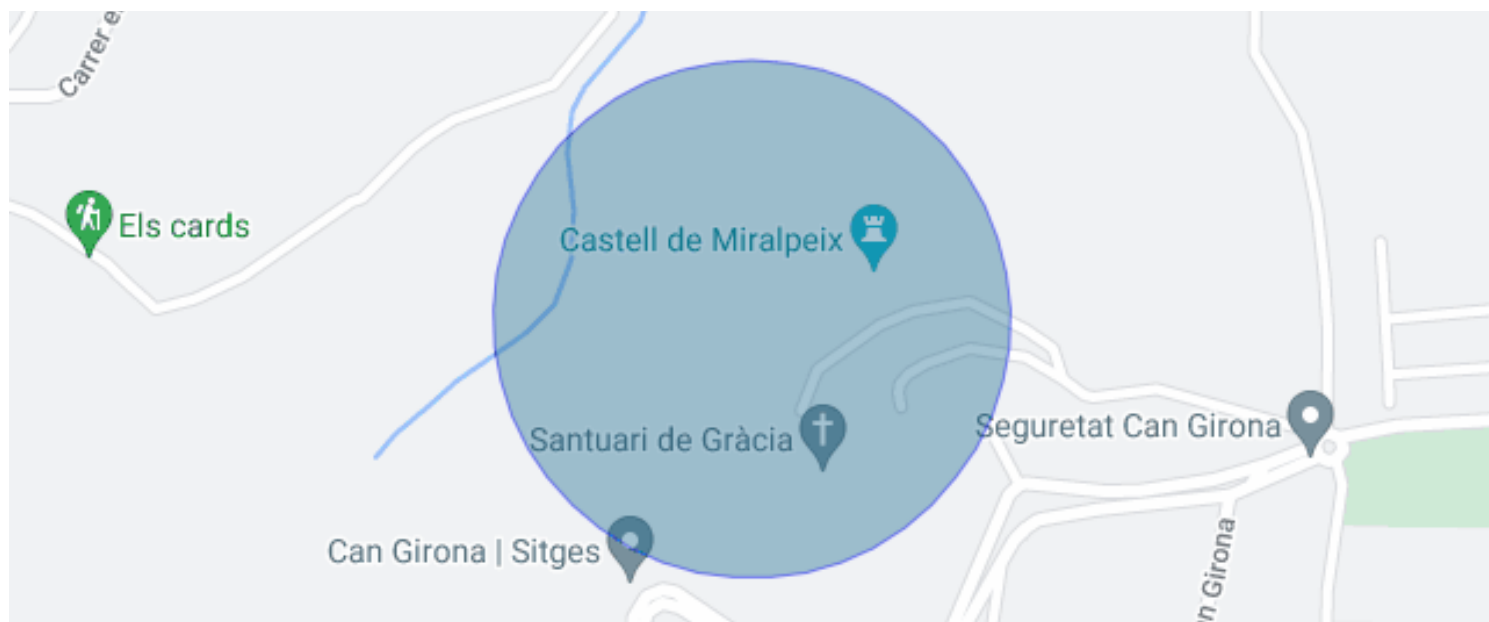 Carrer e
Els cards
Castell de Miralpeix
Santuari de Gràcia
Seguretat Can Girona
Can Girona | Sitges
n Girona